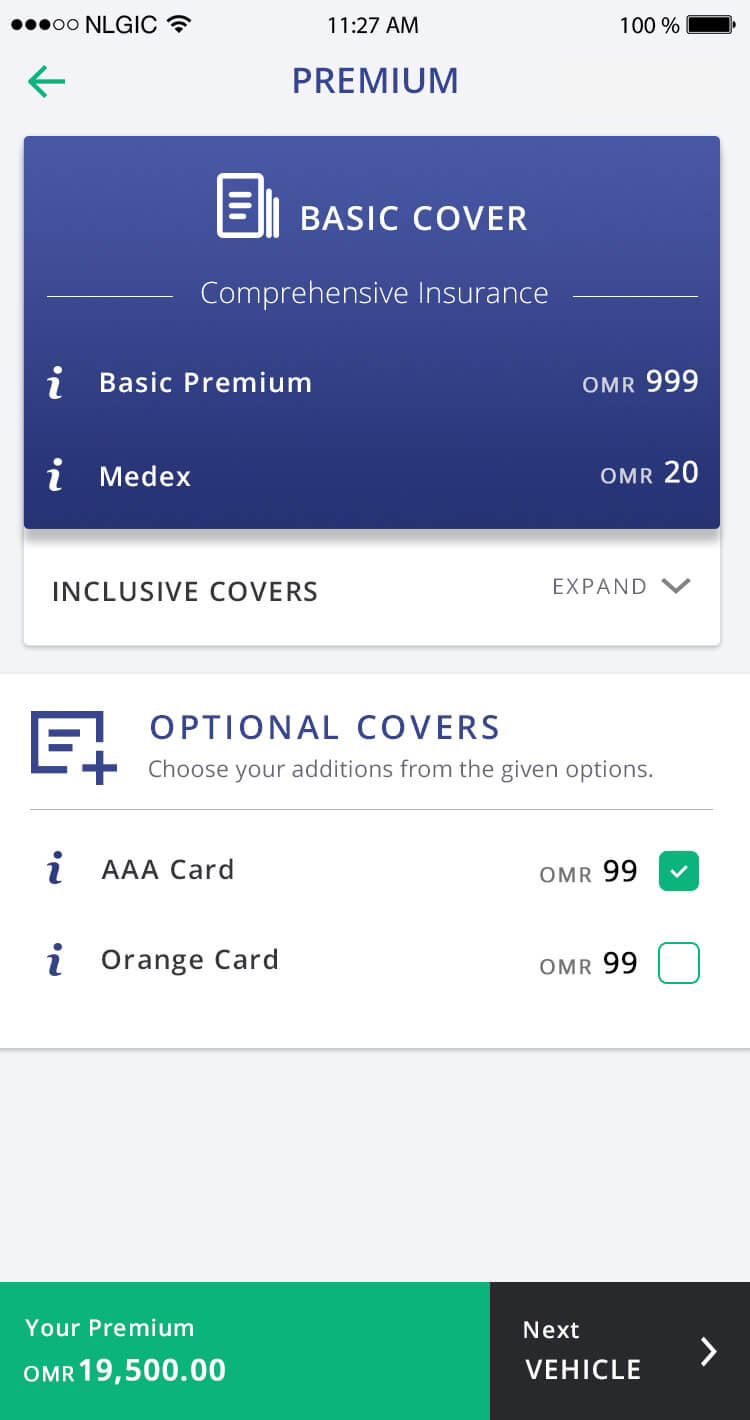 NLGIC 11:27 AM 100 %
PREMIUM
BASIC COVER
Comprehensive Insurance
i Basic Premium OMR 999
i Medex OMR 20
INCLUSIVE COVERS EXPAND
OPTIONAL COVERS
Choose your additions from the given options.
i AAA Card OMR 99
i Orange Card OMR 99
Your Premium
OMR 19,500.00
Next
VEHICLE